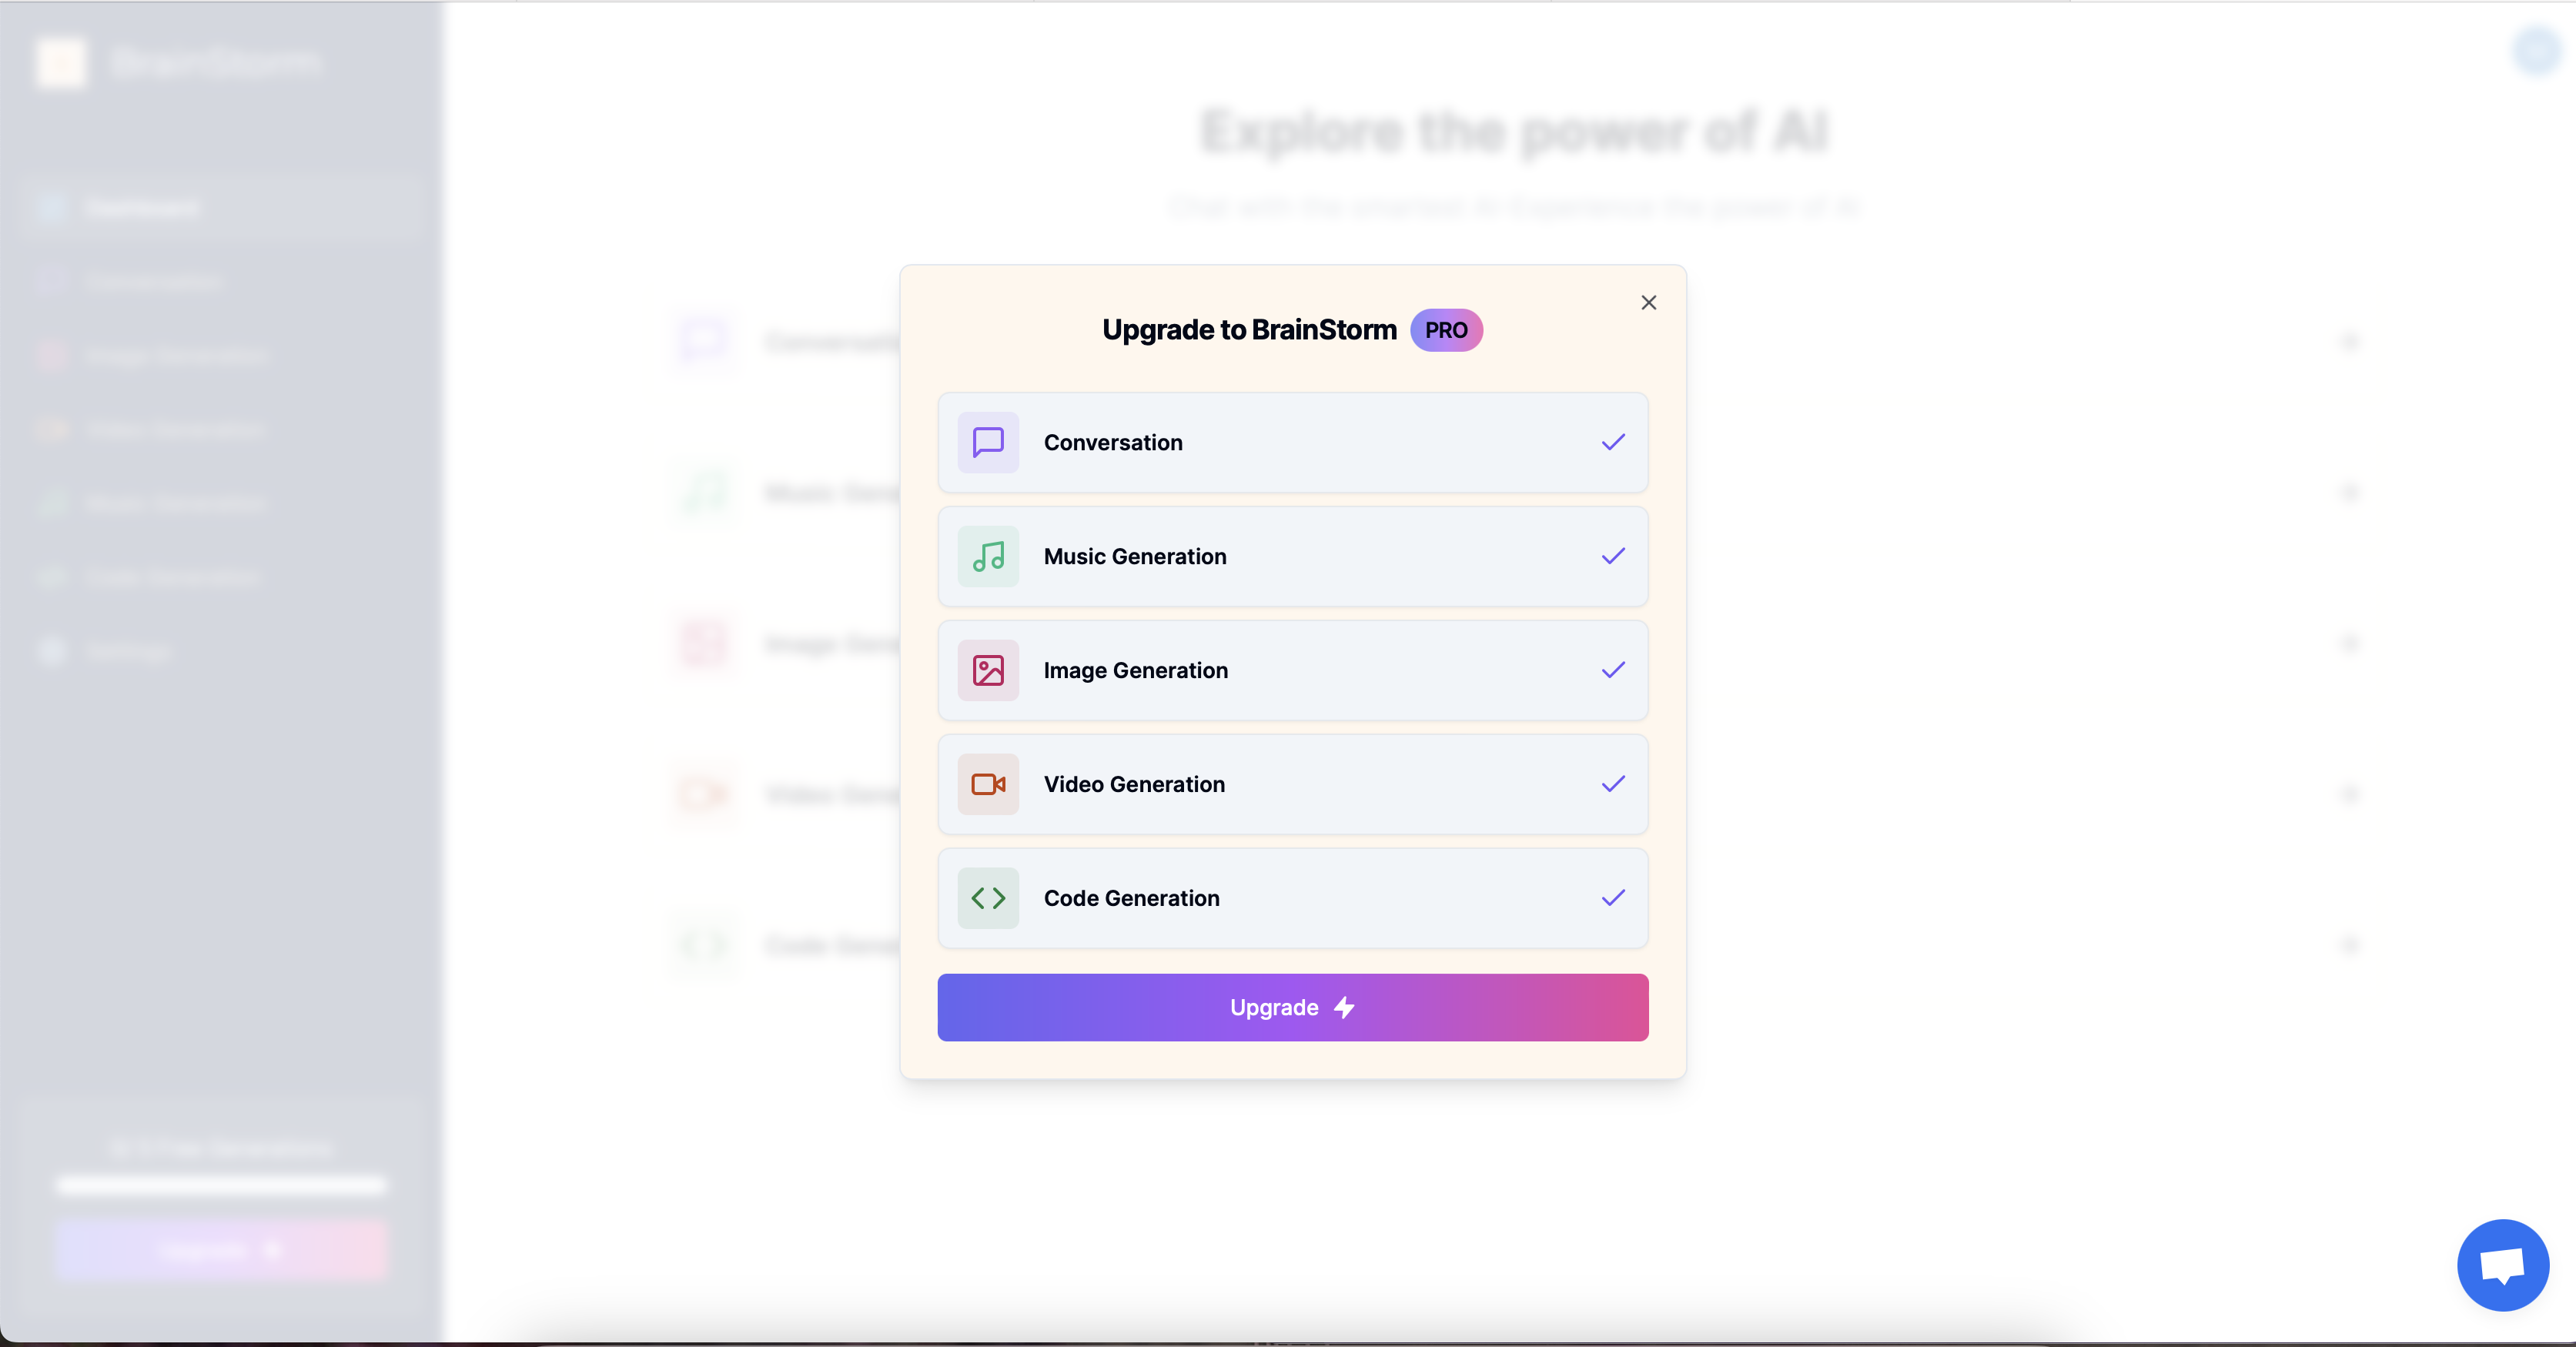 BrainStorm
Explore the power of AI
Chat with the smartest AI-Experience the power of AI
Dashboard
Conversation
Image Generation
Video Generation
Music Generation
Code Generation
Settings
Upgrade to BrainStorm PRO
Conversation
Music Generation
Image Generation
Video Generation
Code Generation
Upgrade
Free Generations
Upgrade